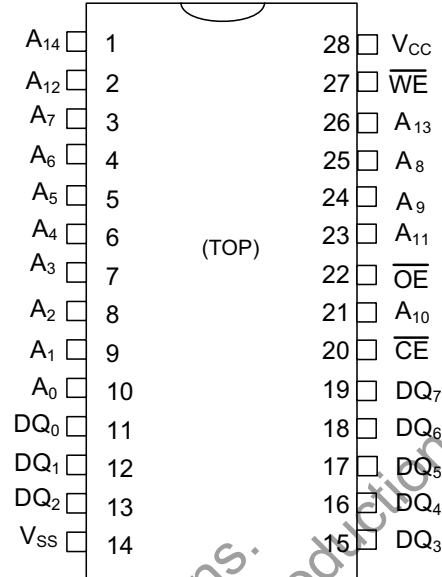 A14 1 28 VCC
A12 2 27 WE
A7 3 26 A13
A6 4 25 A8
A5 5 24 A9
A4 6 23 A11
(TOP)
A3 7 22 OE
A2 8 21 A10
A1 9 20 CE
A0 10 19 DQ7
DQ0 11 18 DQ6
DQ1 12 17 DQ5
DQ2 13 16 DQ4
VSS 14 15 DQ3